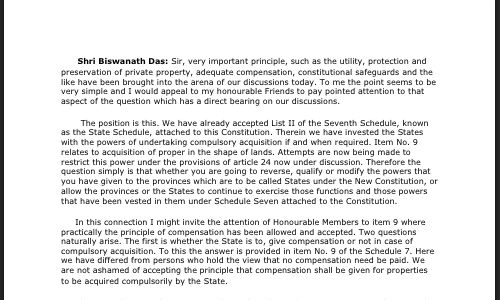 Shri Biswanath Das: Sir, very important principle, such as the utility, protection and
preservation of private property, adequate compensation, constitutional safeguards and the
like have been brought into the arena of our discussions today. To me the point seems to be
very simple and I would appeal to my honourable Friends to pay pointed attention to that
aspect of the question which has a direct bearing on our discussions.
The position is this. We have already accepted List II of the Seventh Schedule, known
as the State Schedule, attached to this Constitution. Therein we have invested the States
with the powers of undertaking compulsory acquisition if and when required. Item No. 9
relates to acquisition of proper in the shape of lands. Attempts are now being made to
restrict this power under the provisions of article 24 now under discussion. Therefore the
question simply is that whether you are going to reverse, qualify or modify the powers that
you have given to the provinces which are to be called States under the New Constitution, or
allow the provinces or the States to continue to exercise those functions and those powers
that have been vested in them under Schedule Seven attached to the Constitution.
In this connection I might invite the attention of Honourable Members to item 9 where
practically the principle of compensation has been allowed and accepted. Two questions
naturally arise. The first is whether the State is to, give compensation or not in case of
compulsory acquisition. To this the answer is provided in item No. 9 of the Schedule 7. Here
we have differed from persons who hold the view that no compensation need be paid. We
are not ashamed of accepting the principle that compensation shall be given for properties
to be acquired compulsorily by the State.